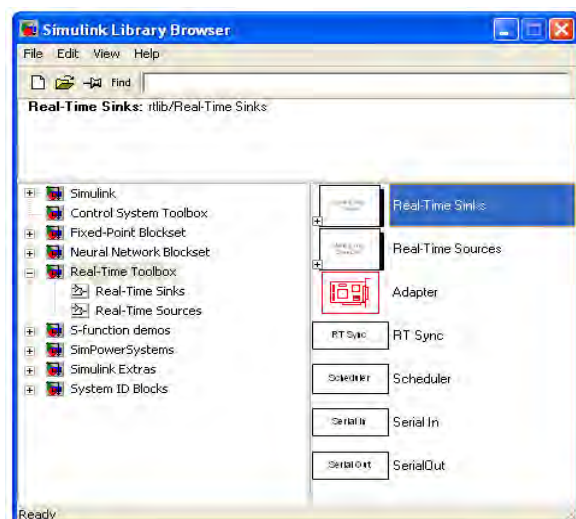 Simulink Library Browser
File Edit View Help
Find
Real-Time Sinks: rtlib/Real-Time Sinks
Simulink
Control System Toolbox
Fixed-Point Blockset
Neural Network Blockset
Real-Time Toolbox
Real-Time Sinks
Real-Time Sources
S-function demos
SimPowerSystems
Simulink Extras
System ID Blocks
Real-Time Sinks
Real-Time Sources
Adapter
RT Sync RT Sync
Scheduler Scheduler
Serial In Serial In
Serial Out SerialOut
Ready